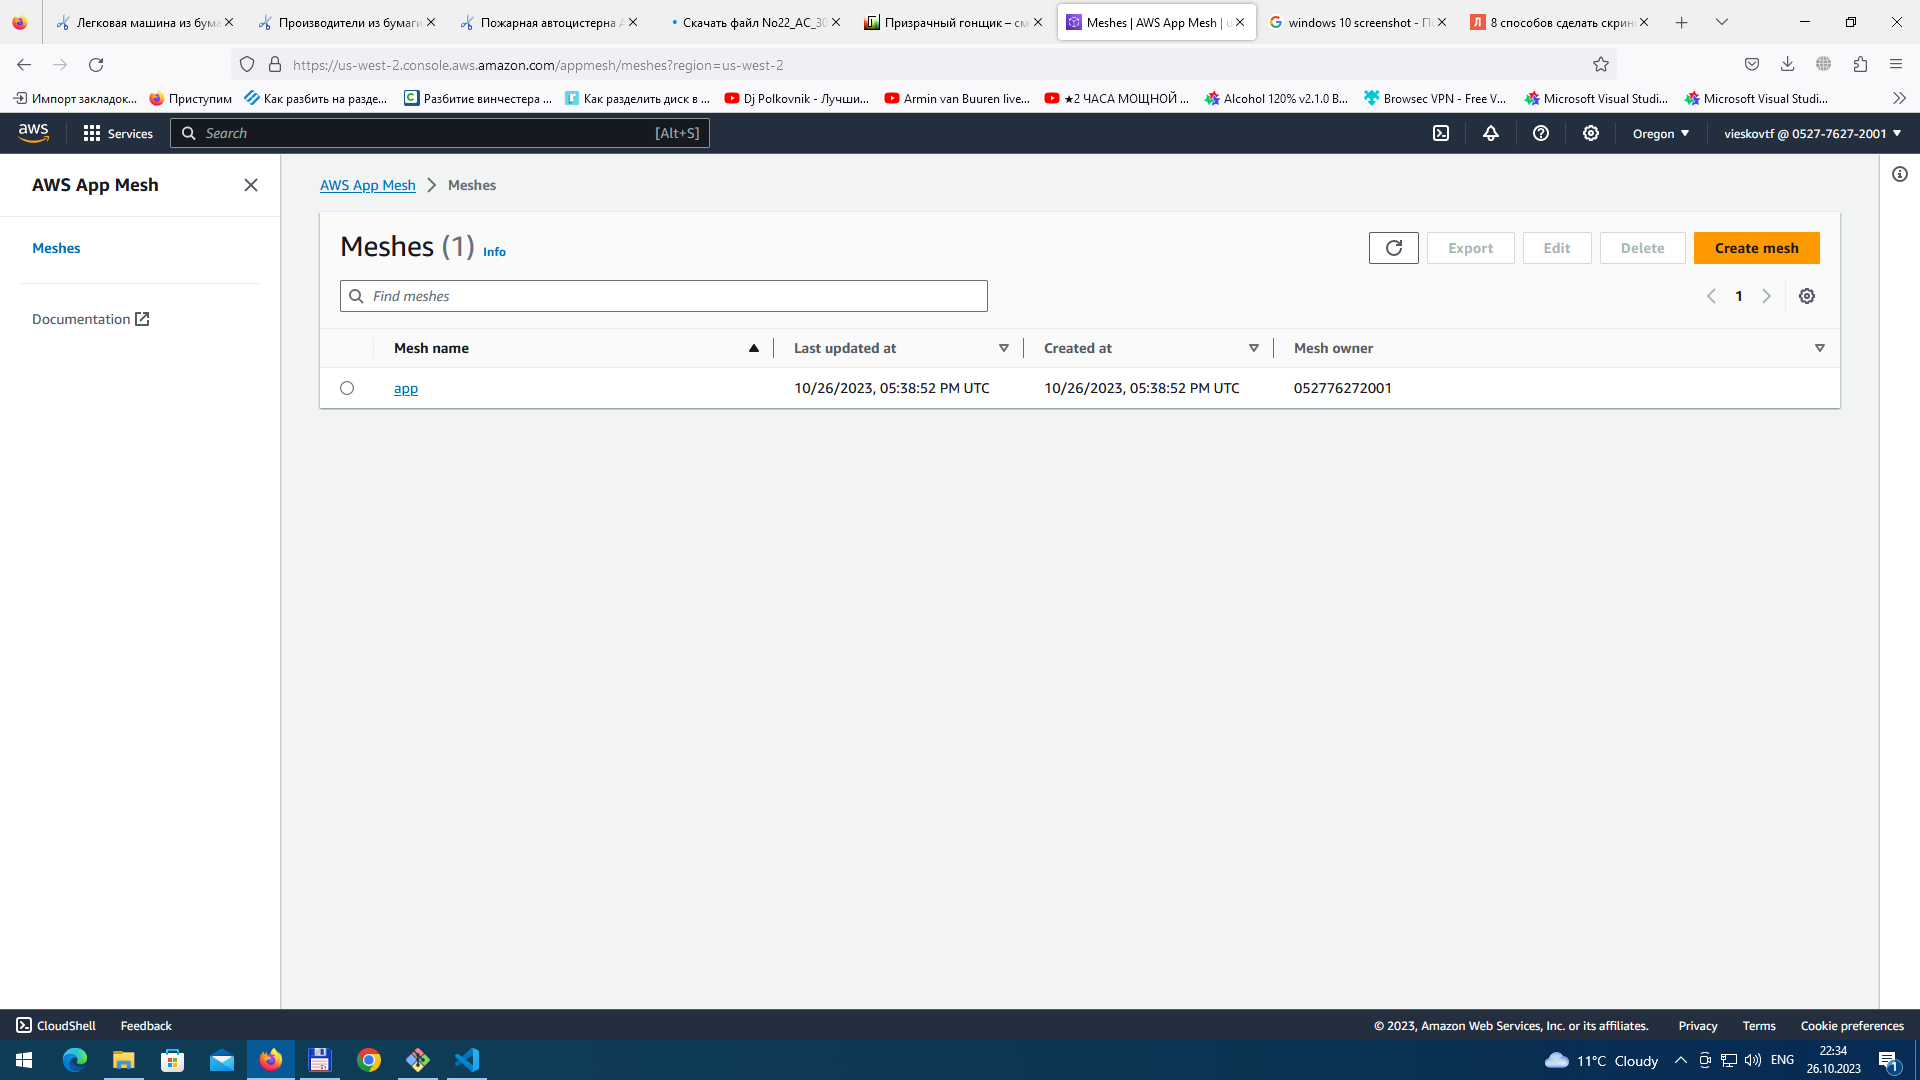 Легковая машина из бума
Производители из бумаги
Пожарная автоцистерна А
Скачать файл No22_AC_30
Призрачный гонщик – см
Meshes | AWS App Mesh | u
windows 10 screenshot - По
8 способов сделать скрин
https://us-west-2.console.aws.amazon.com/appmesh/meshes?region=us-west-2
Импорт закладок...
Приступим
Как разбить на разде...
Разбитие винчестера ...
Как разделить диск в ...
Dj Polkovnik - Лучши...
Armin van Buuren live...
★2 ЧАСА МОЩНОЙ ...
Alcohol 120% v2.1.0 B...
Browsec VPN - Free V...
Microsoft Visual Studi...
Microsoft Visual Studi...
aws
Services
Search
[Alt+S]
Oregon
vieskovtf @ 0527-7627-2001
AWS App Mesh
Meshes
Documentation
AWS App Mesh
Meshes
Meshes (1) Info
Export
Edit
Delete
Create mesh
Find meshes
1
Mesh name
Last updated at
Created at
Mesh owner
app
10/26/2023, 05:38:52 PM UTC
10/26/2023, 05:38:52 PM UTC
052776272001
CloudShell
Feedback
© 2023, Amazon Web Services, Inc. or its affiliates.
Privacy
Terms
Cookie preferences
11°C Cloudy
ENG
22:34
26.10.2023
1